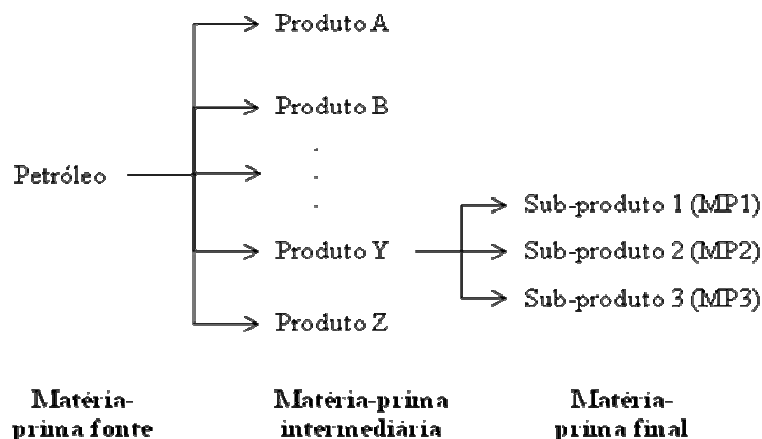 Produto A
Produto B
Petróleo
Sub-produto 1 (MP1)
Produto Y
Sub-produto 2 (MP2)
Sub-produto 3 (MP3)
Produto Z
Matéria-
prima fonte
Matéria-prima
intermediária
Matéria-
prima final